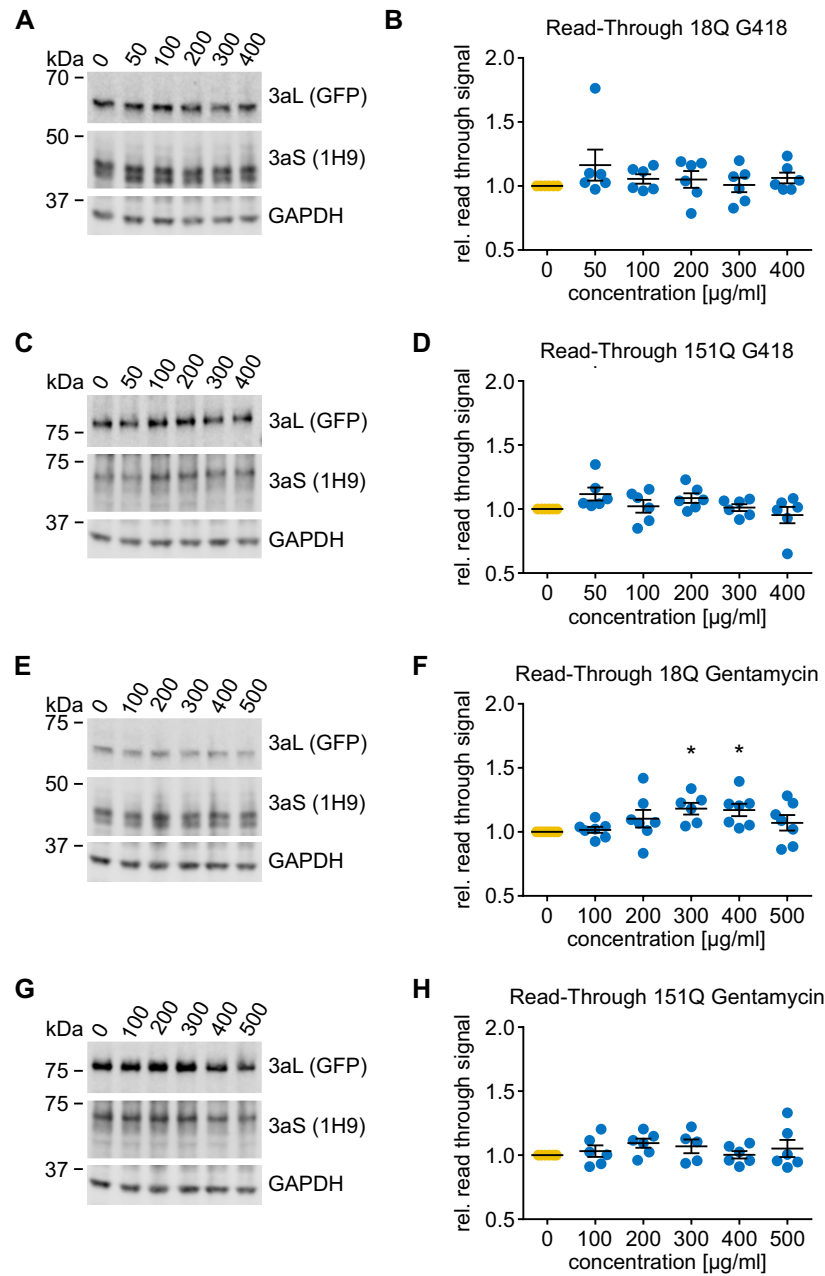 A
kDa 0 50 100 200 300 400
70
3aL (GFP)
50
3aS (1H9)
37
GAPDH
B
Read-Through 18Q G418
rel. read through signal
2.0
1.5
1.0
0.5
0 50 100 200 300 400
concentration [µg/ml]
C
kDa 0 50 100 200 300 400
3aL (GFP)
75
75
3aS (1H9)
37
GAPDH
D
Read-Through 151Q G418
rel. read through signal
2.0
1.5
1.0
0.5
0 50 100 200 300 400
concentration [µg/ml]
E
kDa 0 100 200 300 400 500
75
3aL (GFP)
50
3aS (1H9)
37
GAPDH
F
Read-Through 18Q Gentamycin
rel. read through signal
2.0
* *
1.5
1.0
0.5
0 100 200 300 400 500
concentration [µg/ml]
G
kDa 0 100 200 300 400 500
3aL (GFP)
75
75
3aS (1H9)
37
GAPDH
H
Read-Through 151Q Gentamycin
rel. read through signal
2.0
1.5
1.0
0.5
0 100 200 300 400 500
concentration [µg/ml]